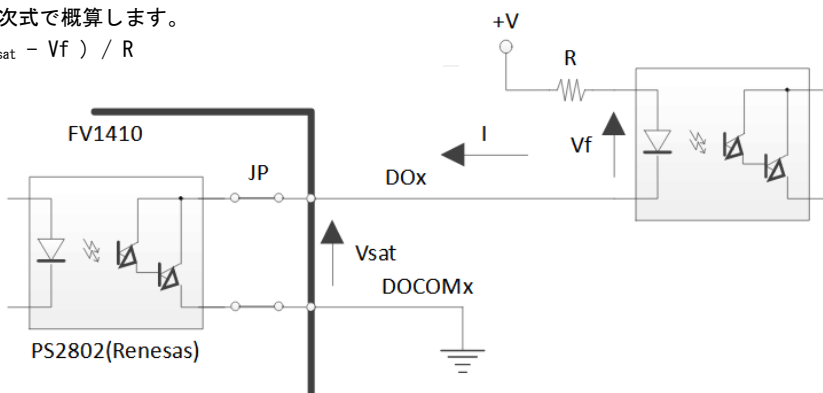 次式で概算します。
sat - Vf ) / R
+V
R
FV1410
I
Vf
JP
DOx
Vsat
DOCOMx
PS2802(Renesas)